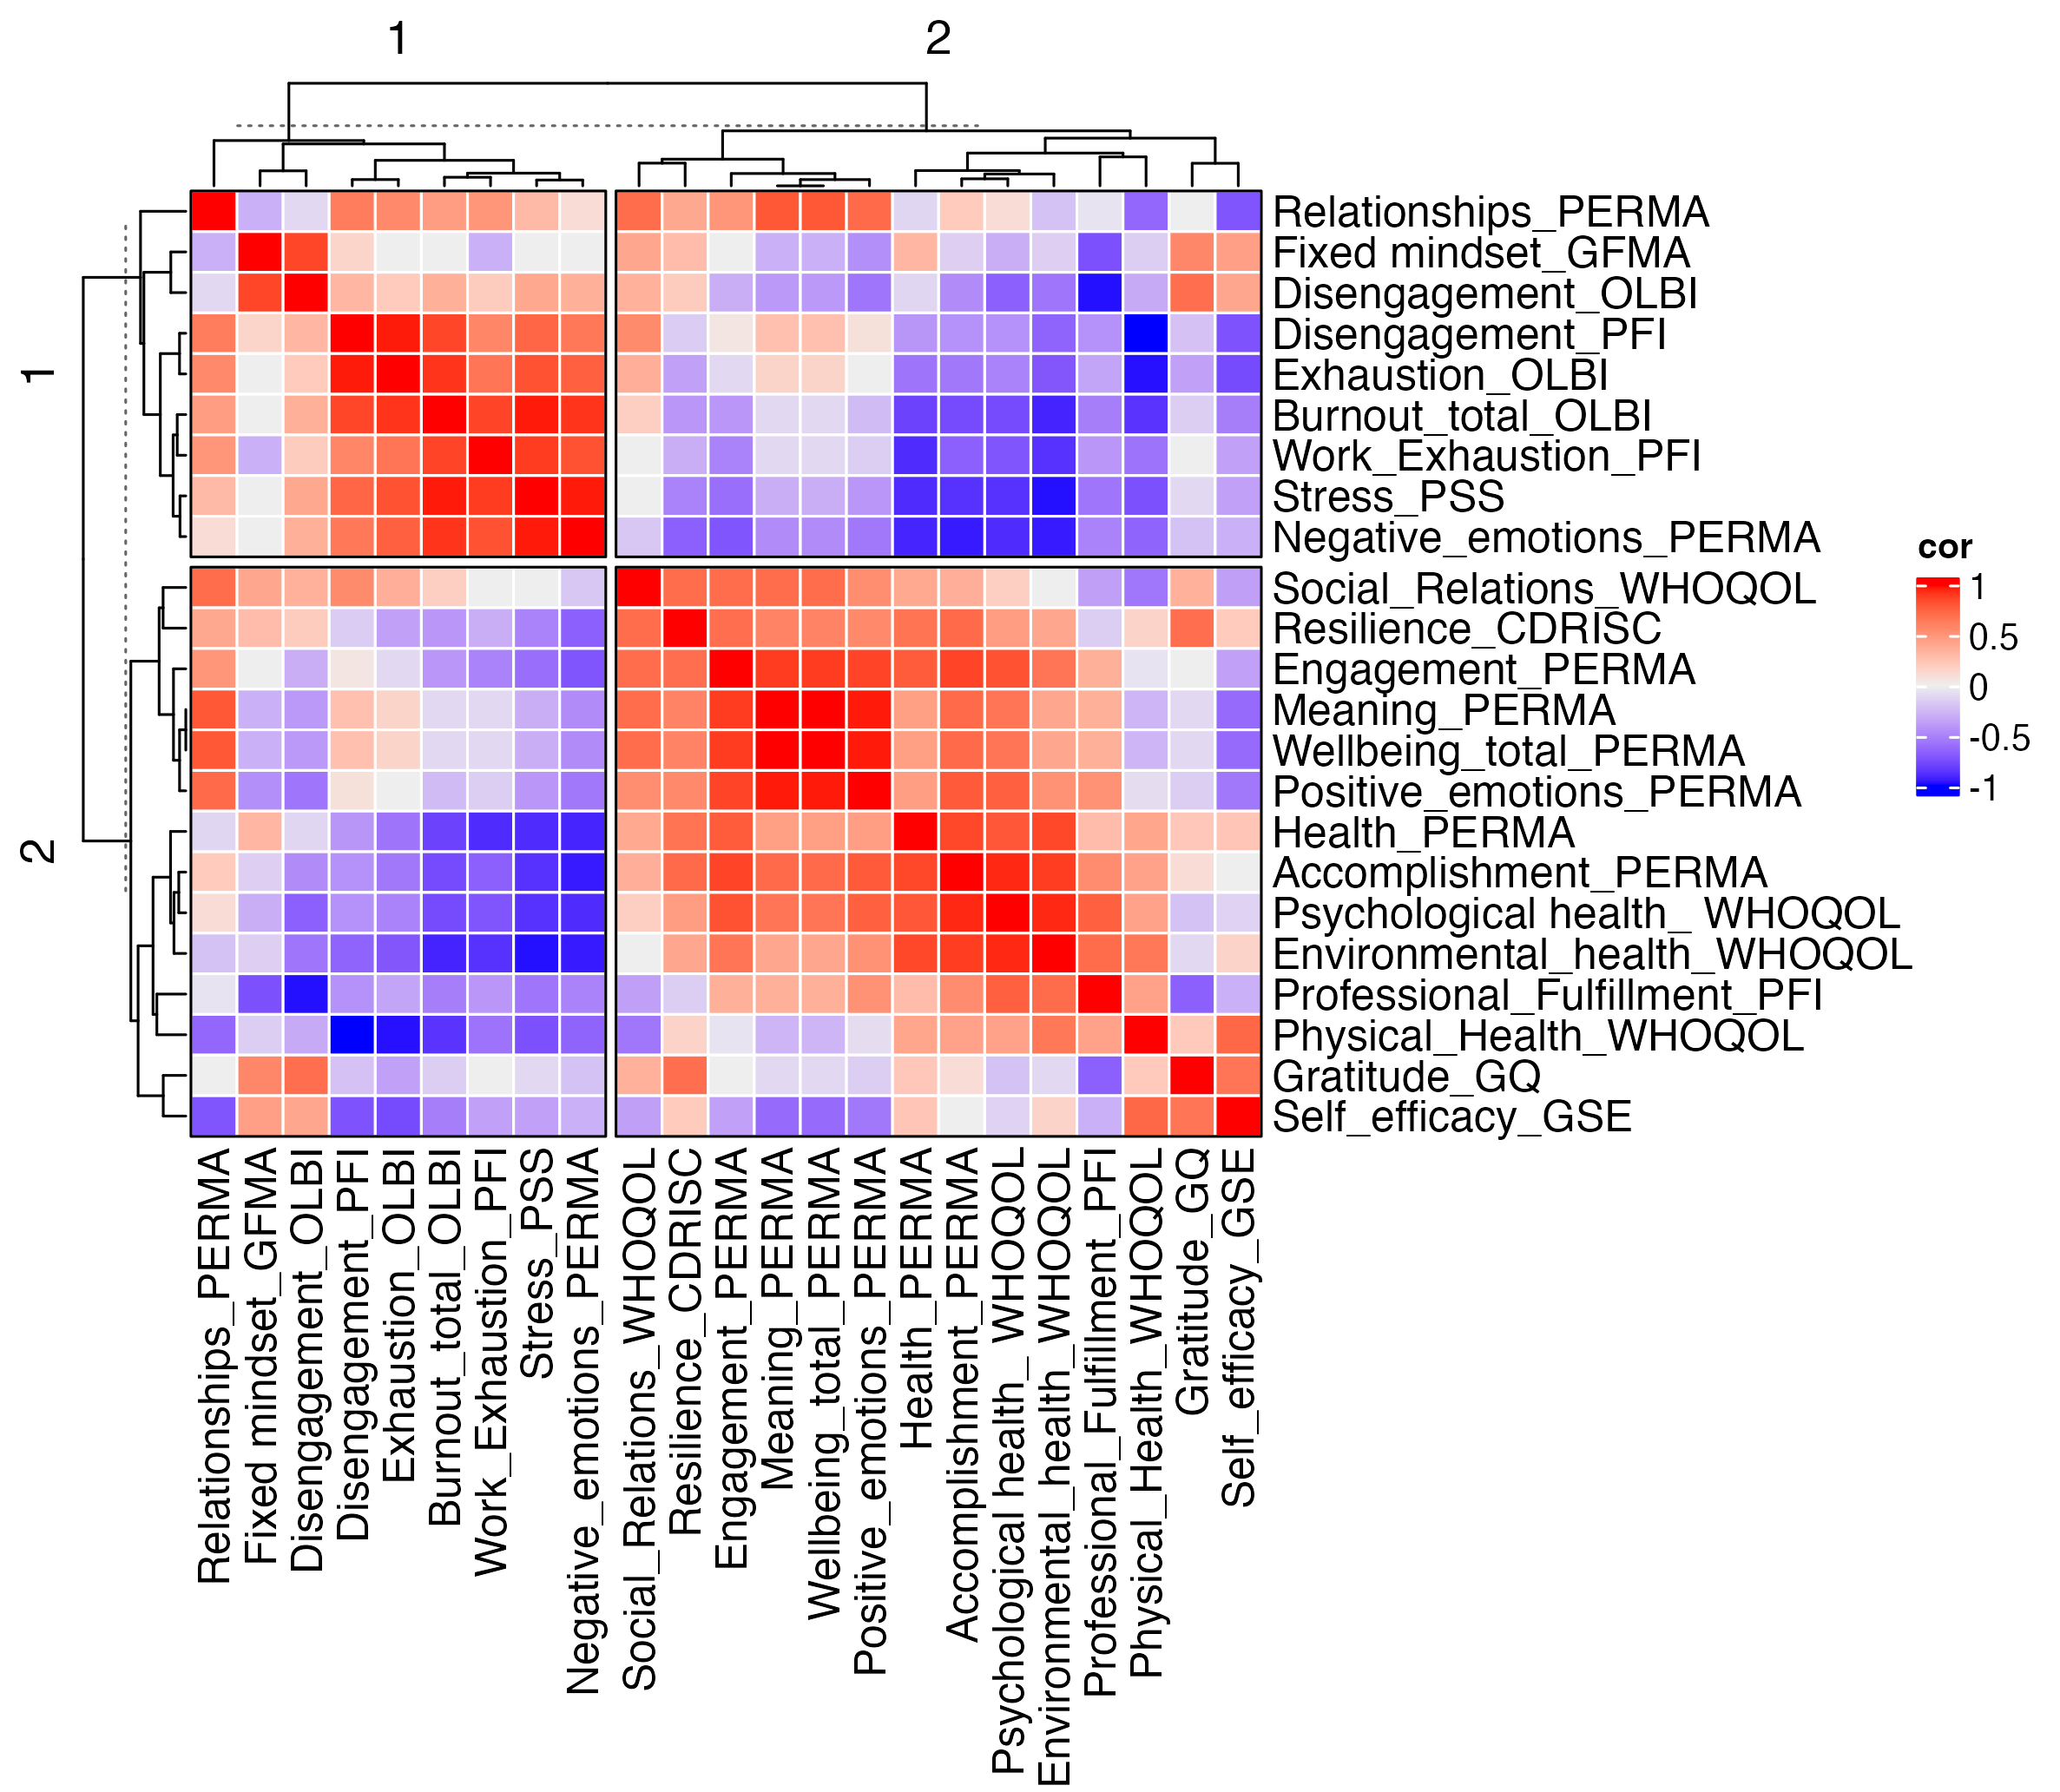 1
2
1
2
Relationships_PERMA
Fixed mindset_GFMA
Disengagement_OLBI
Disengagement_PFI
Exhaustion_OLBI
Burnout_total_OLBI
Work_Exhaustion_PFI
Stress_PSS
Negative_emotions_PERMA
Social_Relations_WHOQOL
Resilience_CDRISC
Engagement_PERMA
Meaning_PERMA
Wellbeing_total_PERMA
Positive_emotions_PERMA
Health_PERMA
Accomplishment_PERMA
Psychological health_ WHOQOL
Environmental_health_WHOQOL
Professional_Fulfillment_PFI
Physical_Health_WHOQOL
Gratitude_GQ
Self_efficacy_GSE
cor
1
0.5
0
-0.5
-1
Relationships_PERMA
Fixed mindset_GFMA
Disengagement_OLBI
Disengagement_PFI
Exhaustion_OLBI
Burnout_total_OLBI
Work_Exhaustion_PFI
Stress_PSS
Negative_emotions_PERMA
Social_Relations_WHOQOL
Resilience_CDRISC
Engagement_PERMA
Meaning_PERMA
Wellbeing_total_PERMA
Positive_emotions_PERMA
Health_PERMA
Accomplishment_PERMA
Psychological health_ WHOQOL
Environmental_health_WHOQOL
Professional_Fulfillment_PFI
Physical_Health_WHOQOL
Gratitude_GQ
Self_efficacy_GSE